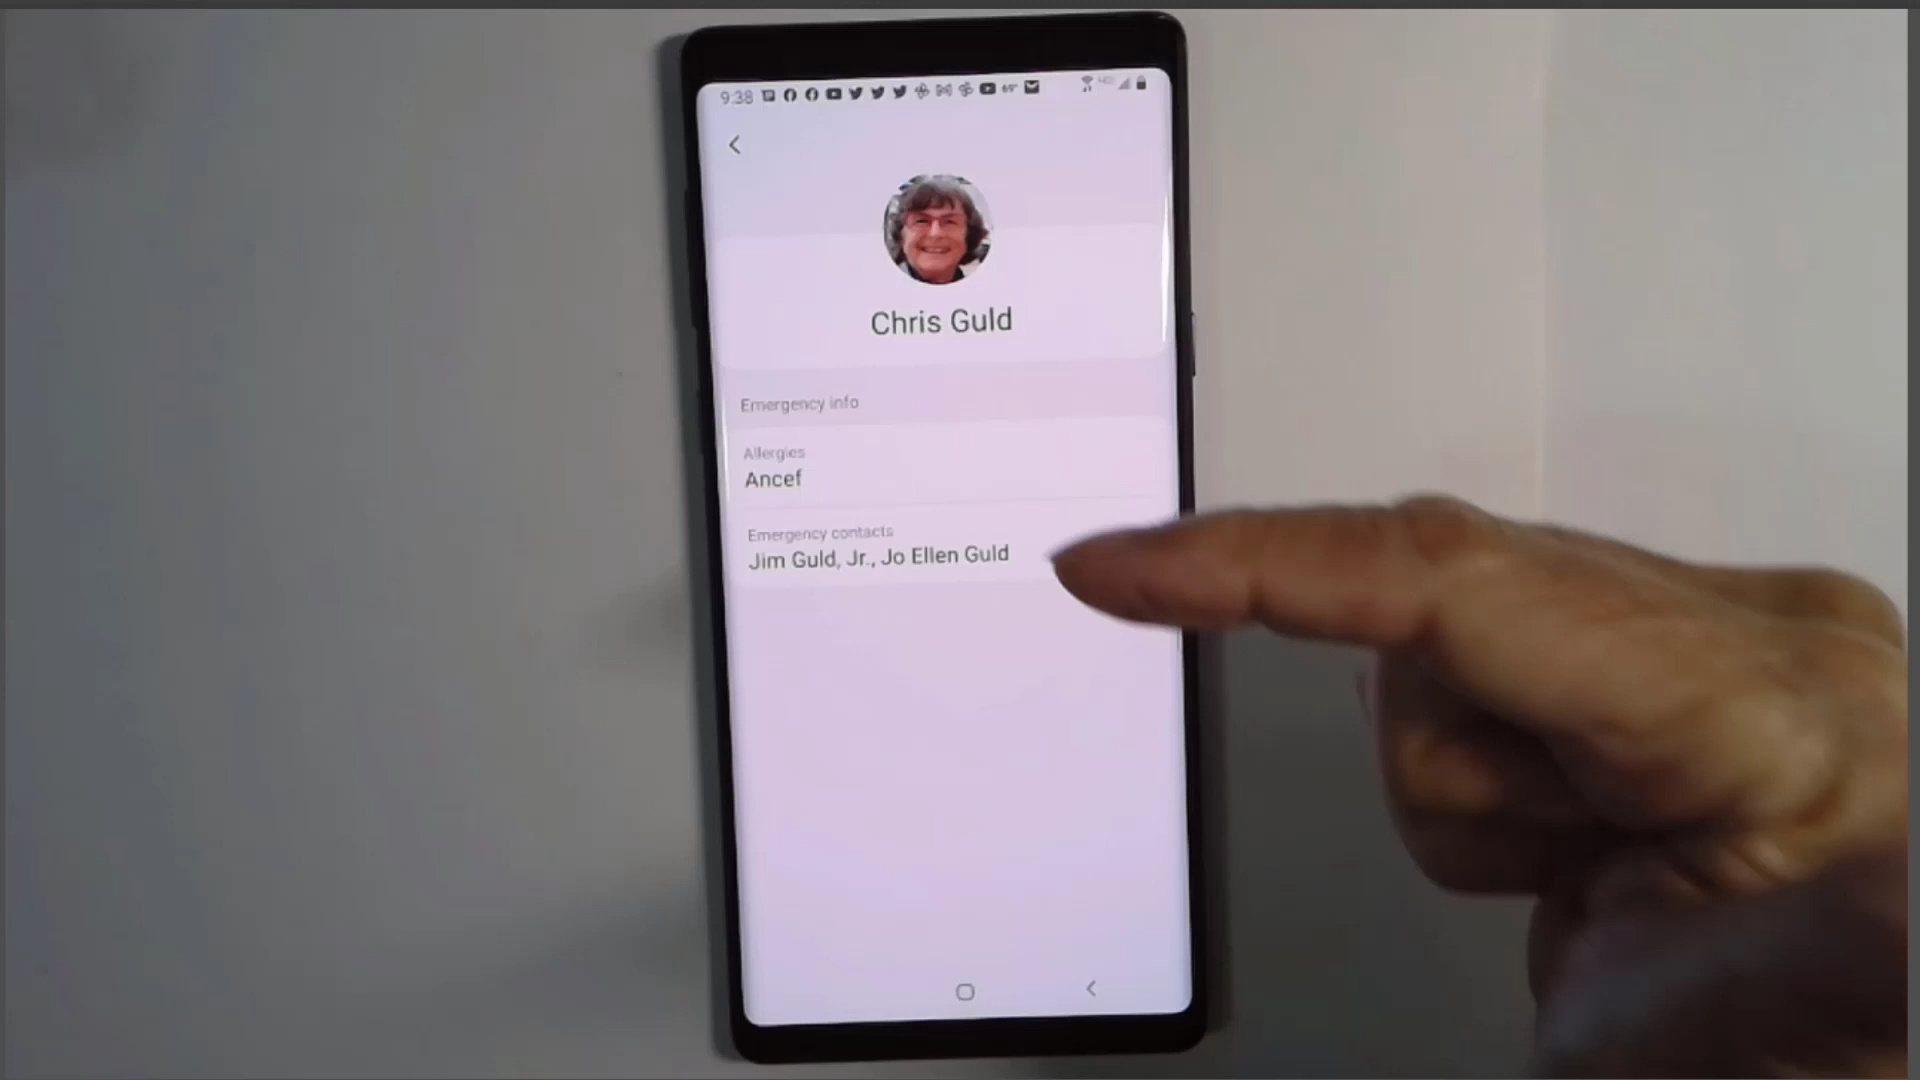 9:38
Chris Guld
Emergency info
Allergies
Ancef
Emergency contacts
Jim Guld, Jr., Jo Ellen Guld